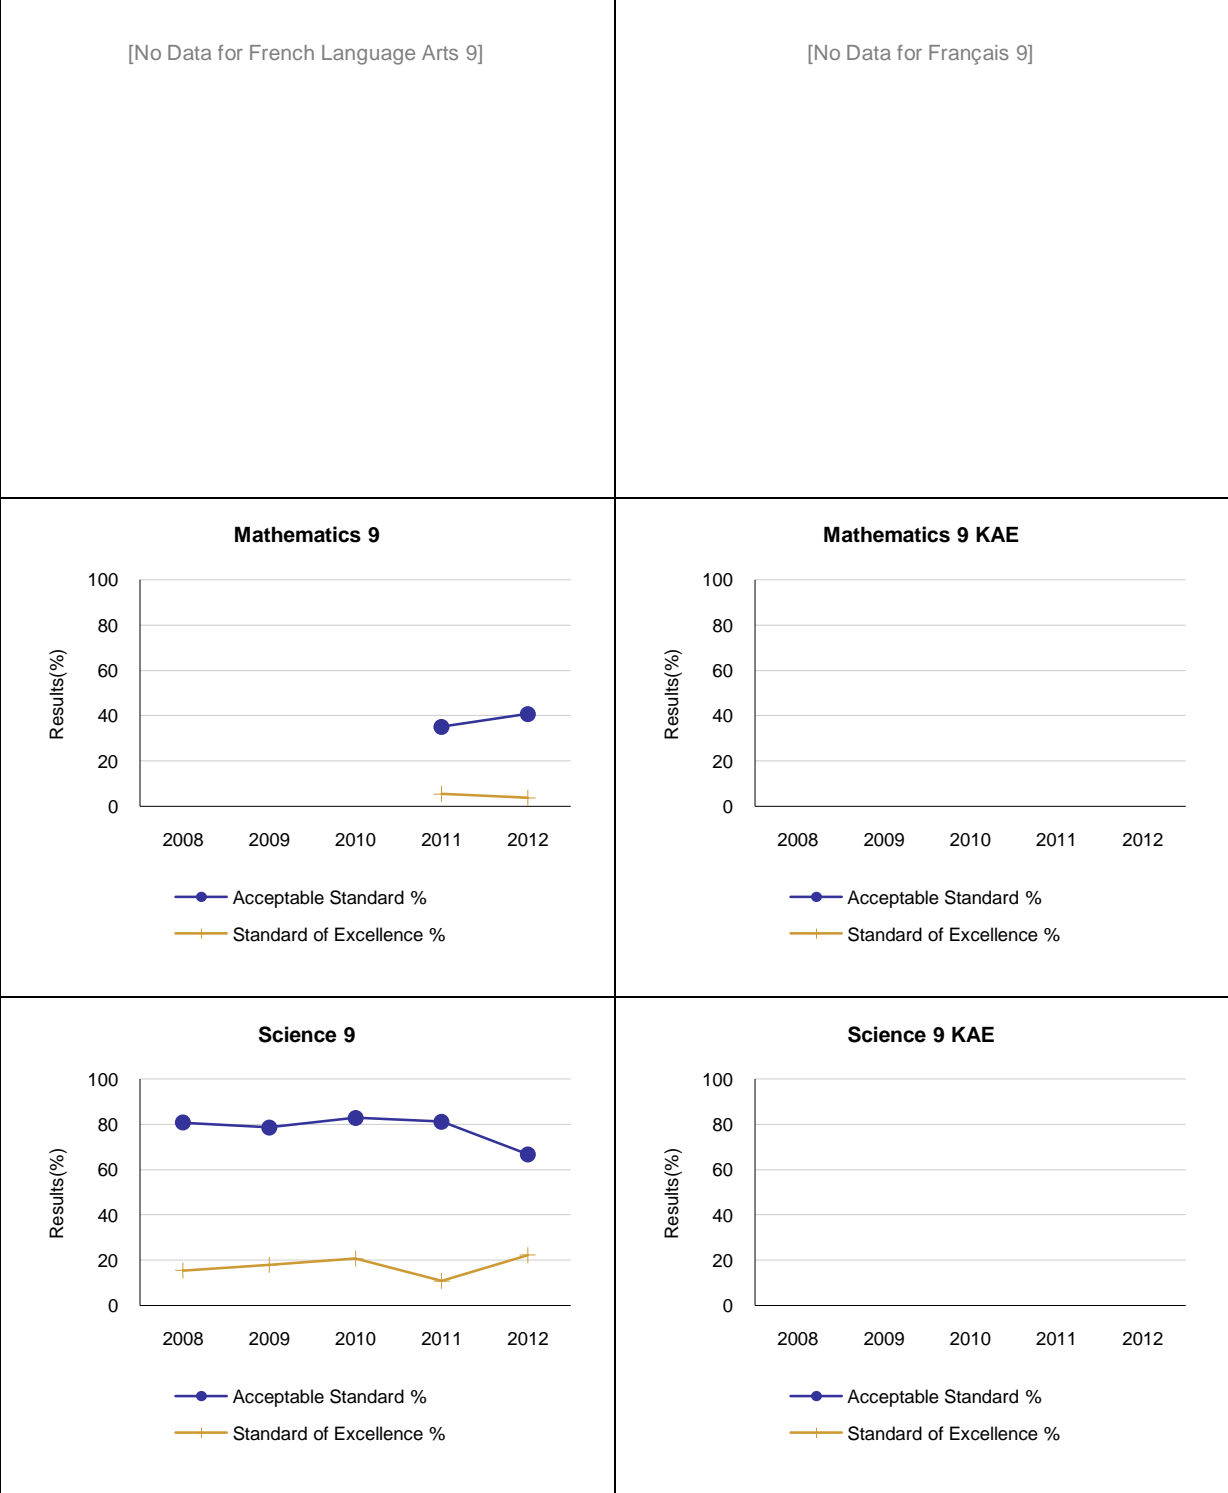 [No Data for French Language Arts 9]
[No Data for Français 9]
Mathematics 9
100
80
60
40
20
0
Results(%)
2008 2009 2010 2011 2012
Acceptable Standard %
Standard of Excellence %
Mathematics 9 KAE
100
80
60
40
20
0
Results(%)
2008 2009 2010 2011 2012
Acceptable Standard %
Standard of Excellence %
Science 9
100
80
60
40
20
0
Results(%)
2008 2009 2010 2011 2012
Acceptable Standard %
Standard of Excellence %
Science 9 KAE
100
80
60
40
20
0
Results(%)
2008 2009 2010 2011 2012
Acceptable Standard %
Standard of Excellence %